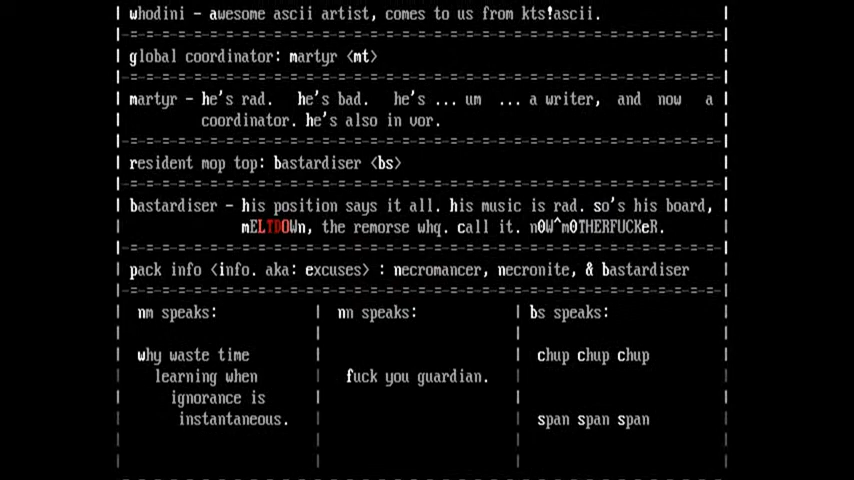 whodini - awesome ascii artist, comes to us from kts!ascii.
global coordinator: martyr <mt>
martyr - he's rad. he's bad. he's ... um ... a writer, and now a
coordinator. he's also in vor.
resident mop top: bastardiser <bs>
bastardiser - his position says it all. his music is rad. so's his board,
mELTDOWn, the remorse whq. call it. n0W^m0THERFUCKeR.
pack info <info. aka: excuses> : necromancer, necronite, & bastardiser
nm speaks: | nn speaks: | bs speaks:
why waste time | chup chup chup
learning when | fuck you guardian.
ignorance is
instantaneous. | span span span